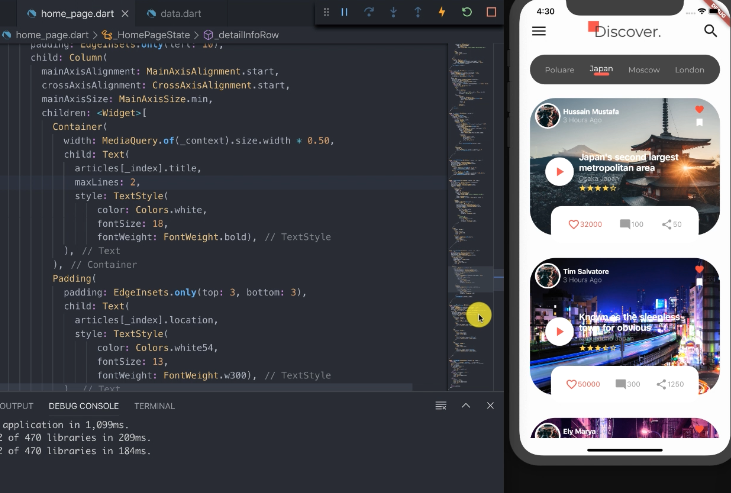 home_page.dart
data.dart
home_page.dart > _HomePageState > _detailInfoRow
padding: EdgeInsets.only(left: 10),
child: Column(
mainAxisAlignment: MainAxisAlignment.start,
crossAxisAlignment: CrossAxisAlignment.start,
mainAxisSize: MainAxisSize.min,
children: <Widget>[
Container(
width: MediaQuery.of(_context).size.width * 0.50,
child: Text(
articles[_index].title,
maxLines: 2,
style: TextStyle(
color: Colors.white,
fontSize: 18,
fontWeight: FontWeight.bold), // TextStyle
), // Text
), // Container
Padding(
padding: EdgeInsets.only(top: 3, bottom: 3),
child: Text(
articles[_index].location,
style: TextStyle(
color: Colors.white54,
fontSize: 13,
fontWeight: FontWeight.w300), // TextStyle
), // Text
OUTPUT DEBUG CONSOLE TERMINAL
application in 1,099ms.
2 of 470 libraries in 209ms.
2 of 470 libraries in 184ms.
4:30
Discover.
Poluare Japan Moscow London
Hussain Mustafa
3 Hours Ago
Japan's second largest
metropolitan area
Osaka Japan
32000 100 50
Tim Salvatore
3 Hours Ago
Known as the sleepless
town for obvious
Japan
50000 300 1250
Ely Marya